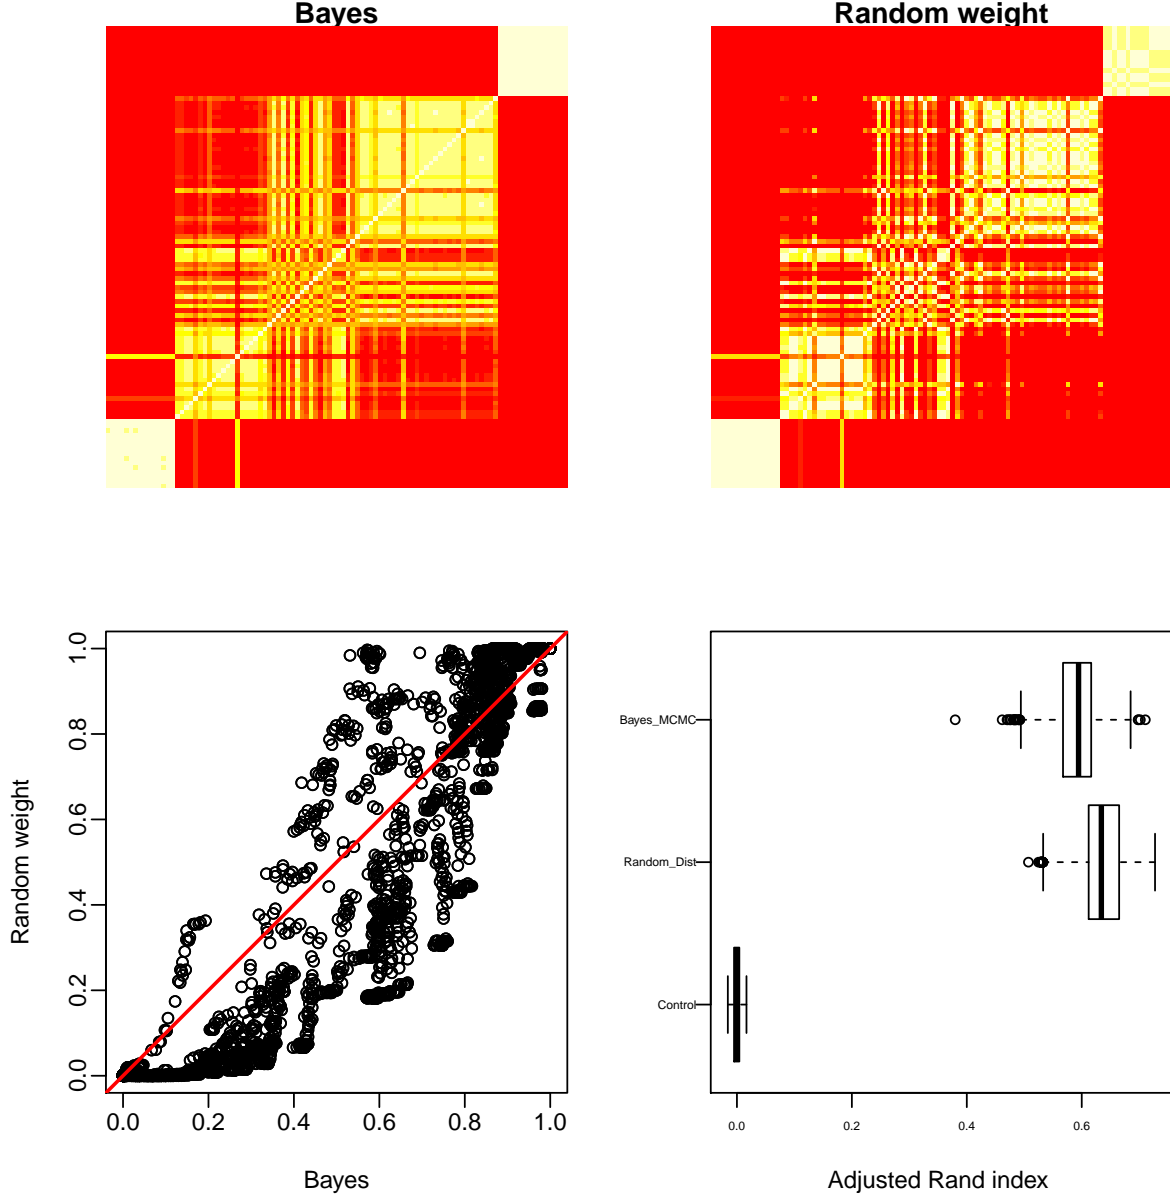 Bayes
Random weight
1.0
0.8
0.6
0.4
0.2
0.0
Random weight
0.0 0.2 0.4 0.6 0.8 1.0
Bayes
Bayes_MCMC
Random_Dist
Control
0.0 0.2 0.4 0.6
Adjusted Rand index